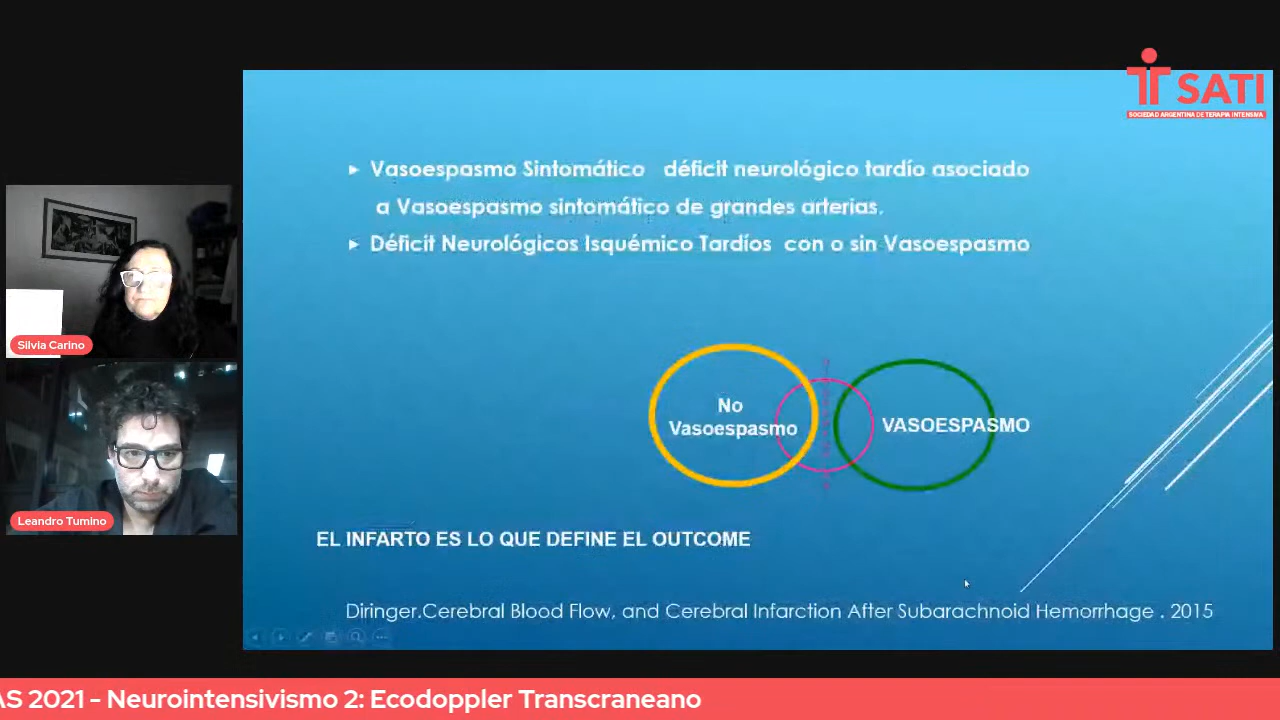 SATI
SOCIEDAD ARGENTINA DE TERAPIA INTENSIVA
Vasoespasmo Sintomático déficit neurológico tardío asociado
a Vasoespasmo sintomático de grandes arterias.
Déficit Neurológicos Isquémico Tardíos con o sin Vasoespasmo
No
Vasoespasmo
VASOESPASMO
EL INFARTO ES LO QUE DEFINE EL OUTCOME
Diringer.Cerebral Blood Flow, and Cerebral Infarction After Subarachnoid Hemorrhage . 2015
Silvia Carino
Leandro Tumino
AS 2021 - Neurointensivismo 2: Ecodoppler Transcraneano